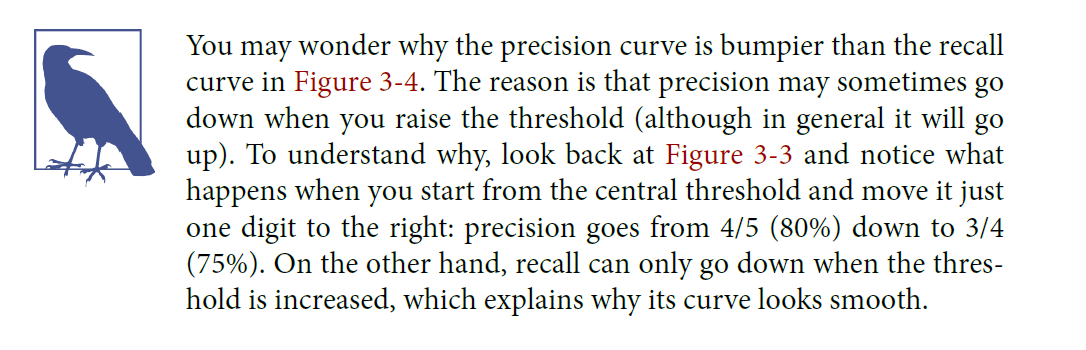 You may wonder why the precision curve is bumpier than the recall
curve in Figure 3-4. The reason is that precision may sometimes go
down when you raise the threshold (although in general it will go
up). To understand why, look back at Figure 3-3 and notice what
happens when you start from the central threshold and move it just
one digit to the right: precision goes from 4/5 (80%) down to 3/4
(75%). On the other hand, recall can only go down when the thres-
hold is increased, which explains why its curve looks smooth.